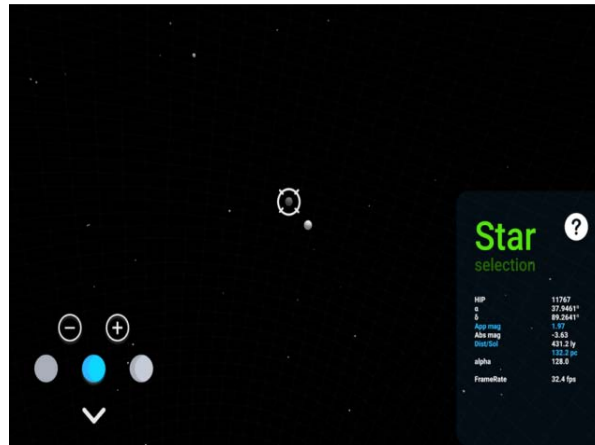 Star
?
selection
HIP 11767
α 37.9461°
δ 89.2641°
App mag 1.97
Abs mag -3.63
Dist/Sol 431.2 ly
132.2 pc
alpha 128.0
FrameRate 32.4 fps